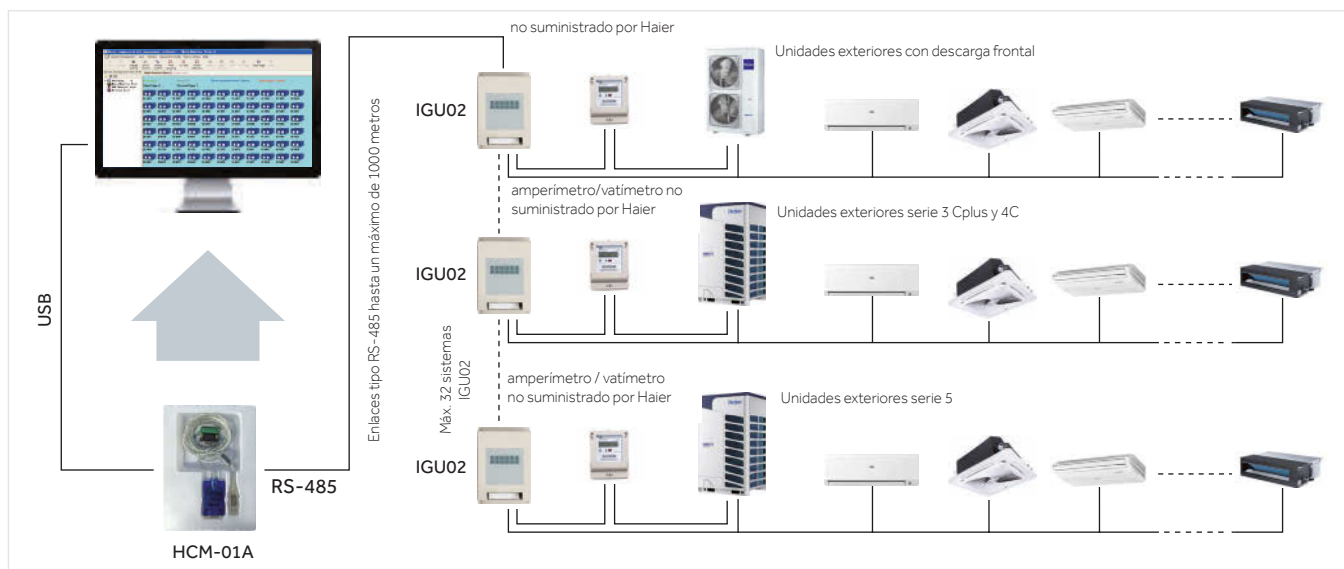 no suministrado por Haier
Unidades exteriores con descarga frontal
IGU02
amperímetro/vatímetro no
suministrado por Haier
Unidades exteriores serie 3 Cplus y 4C
IGU02
Enlaces tipo RS-485 hasta un máximo de 1000 metros
Máx. 32 sistemas
IGU02
amperímetro / vatímetro
no suministrado por Haier
Unidades exteriores serie 5
IGU02
USB
RS-485
HCM-01A